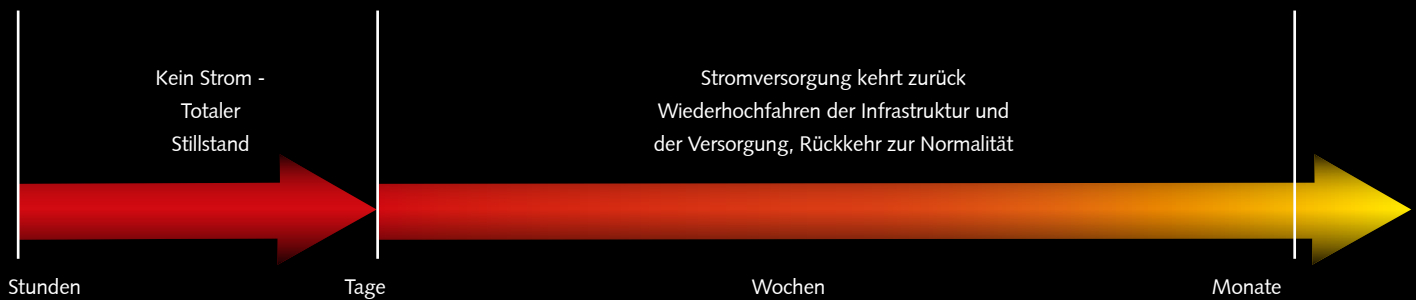 Kein Strom -
Totaler
Stillstand
Stromversorgung kehrt zurück
Wiederhochfahren der Infrastruktur und
der Versorgung, Rückkehr zur Normalität
Stunden
Tage
Wochen
Monate